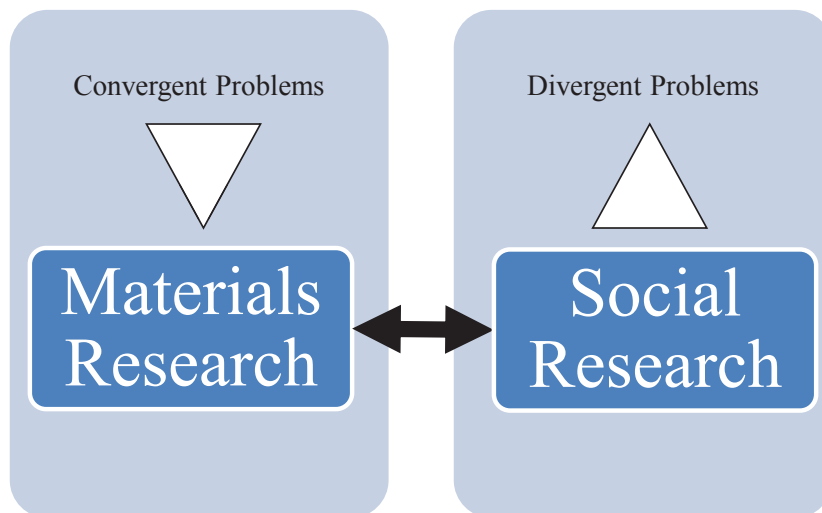 Convergent Problems
Materials
Research
Divergent Problems
Social
Research